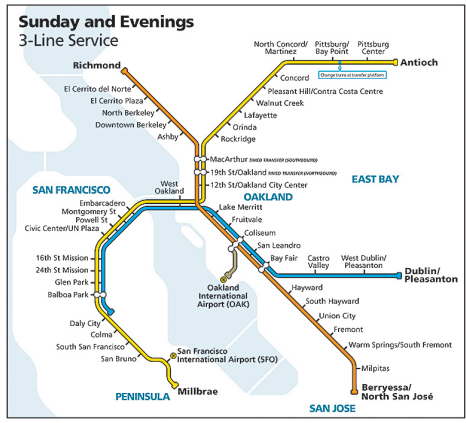 Sunday and Evenings
3-Line Service
Richmond
El Cerrito del Norte
El Cerrito Plaza
North Berkeley
Downtown Berkeley
Ashby
North Concord/
Martinez
Pittsburg/
Bay Point
Pittsburg
Center
Antioch
Change trains at transfer platform
Concord
Pleasant Hill/Contra Costa Centre
Walnut Creek
Lafayette
Orinda
Rockridge
MacArthur TIMED TRANSFER (SOUTHBOUND)
19th St/Oakland TIMED TRANSFER (NORTHBOUND)
12th St/Oakland City Center
EAST BAY
OAKLAND
SAN FRANCISCO
West
Oakland
Embarcadero
Montgomery St
Powell St
Civic Center/UN Plaza
16th St Mission
24th St Mission
Glen Park
Balboa Park
Daly City
Colma
South San Francisco
San Bruno
San Francisco
International Airport (SFO)
Millbrae
PENINSULA
Lake Merritt
Fruitvale
Coliseum
San Leandro
Bay Fair
Oakland
International
Airport (OAK)
Castro
Valley
West Dublin/
Pleasanton
Dublin/
Pleasanton
Hayward
South Hayward
Union City
Fremont
Warm Springs/South Fremont
Milpitas
Berryessa/
North San José
SAN JOSE